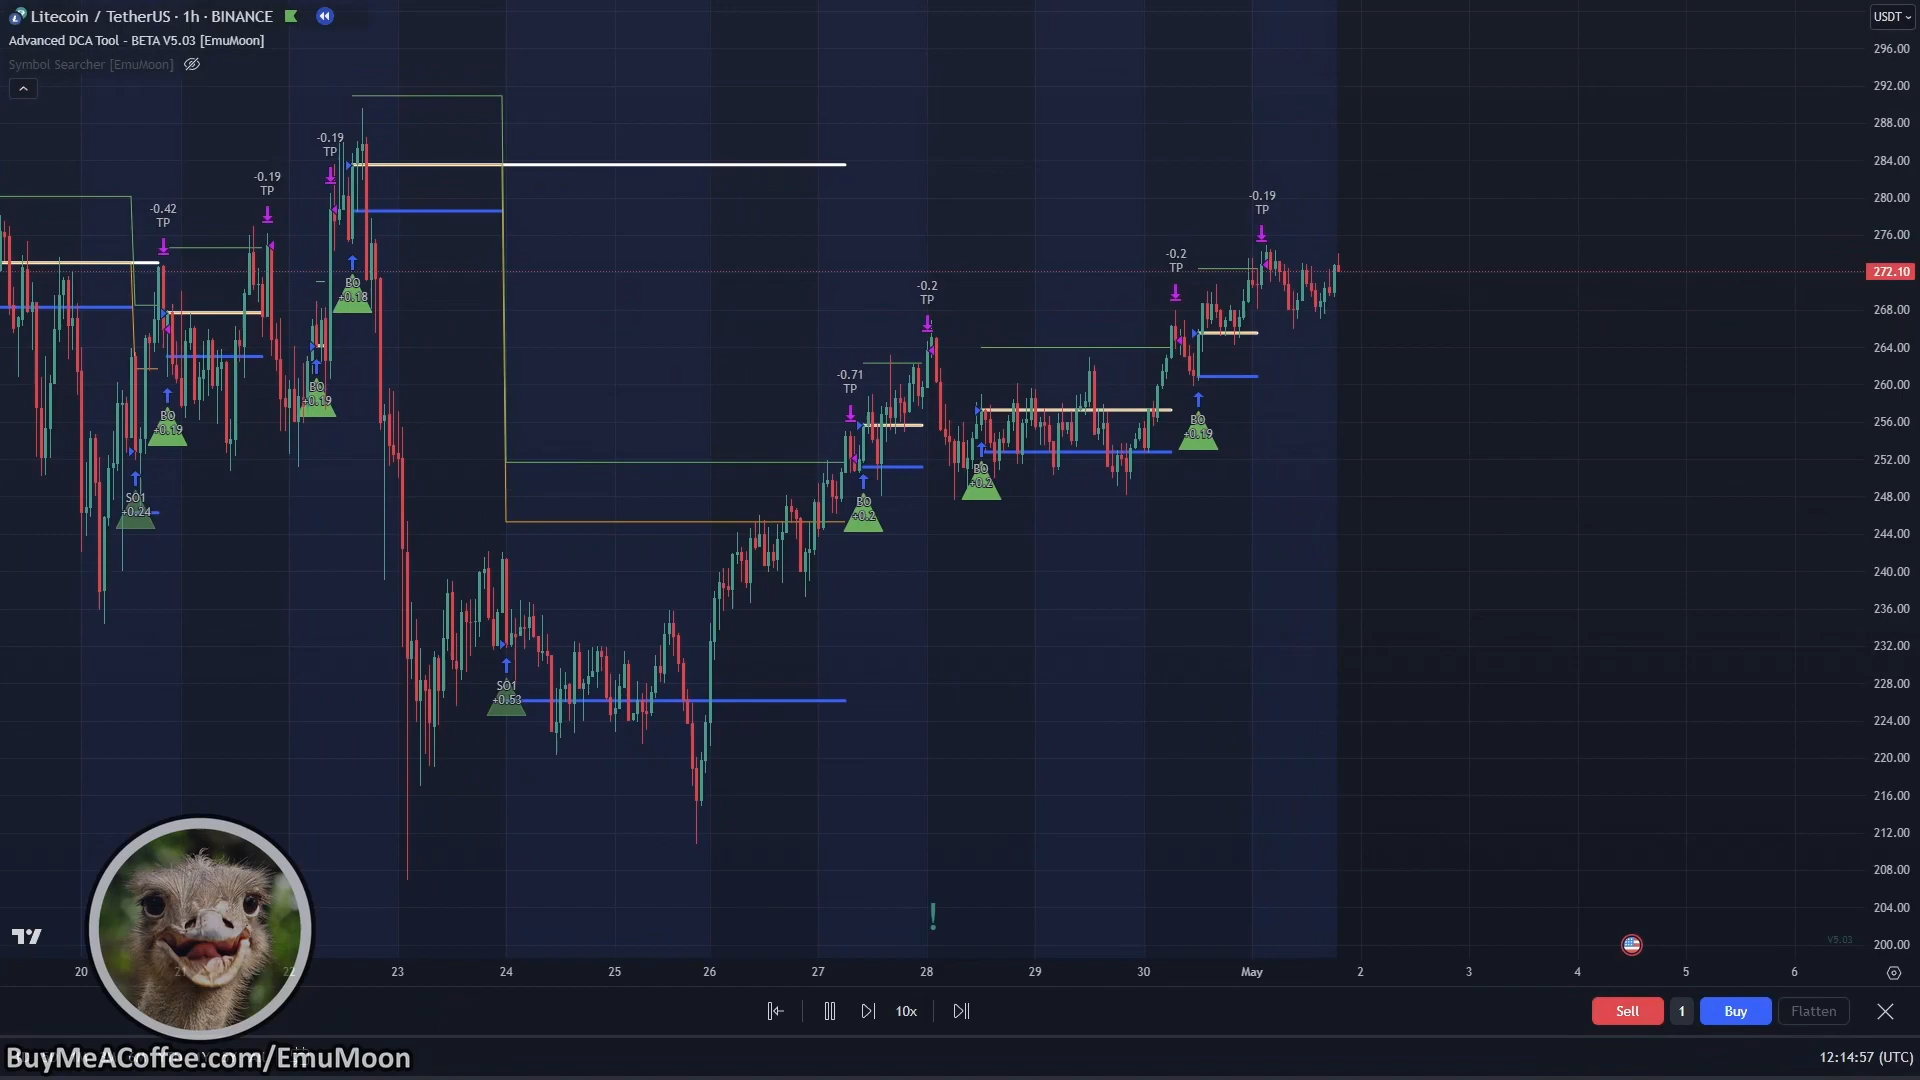 Litecoin / TetherUS · 1h · BINANCE
USDT
Advanced DCA Tool - BETA V5.03 [EmuMoon]
Symbol Searcher [EmuMoon]
296.00
292.00
288.00
284.00
280.00
276.00
272.10
268.00
264.00
260.00
256.00
252.00
248.00
244.00
240.00
236.00
232.00
228.00
224.00
220.00
216.00
212.00
208.00
204.00
200.00
-0.42
TP
-0.19
TP
-0.19
TP
-0.71
TP
-0.2
TP
-0.2
TP
-0.19
TP
SO1
+0.24
BO
+0.19
BO
+0.19
BO
+0.18
SO1
+0.53
BO
+0.2
BO
+0.2
BO
+0.19
!
V5.03
20 21 22 23 24 25 26 27 28 29 30 May 2 3 4 5 6
10x
Sell
1
Buy
Flatten
BuyMeACoffee.com/EmuMoon
12:14:57 (UTC)